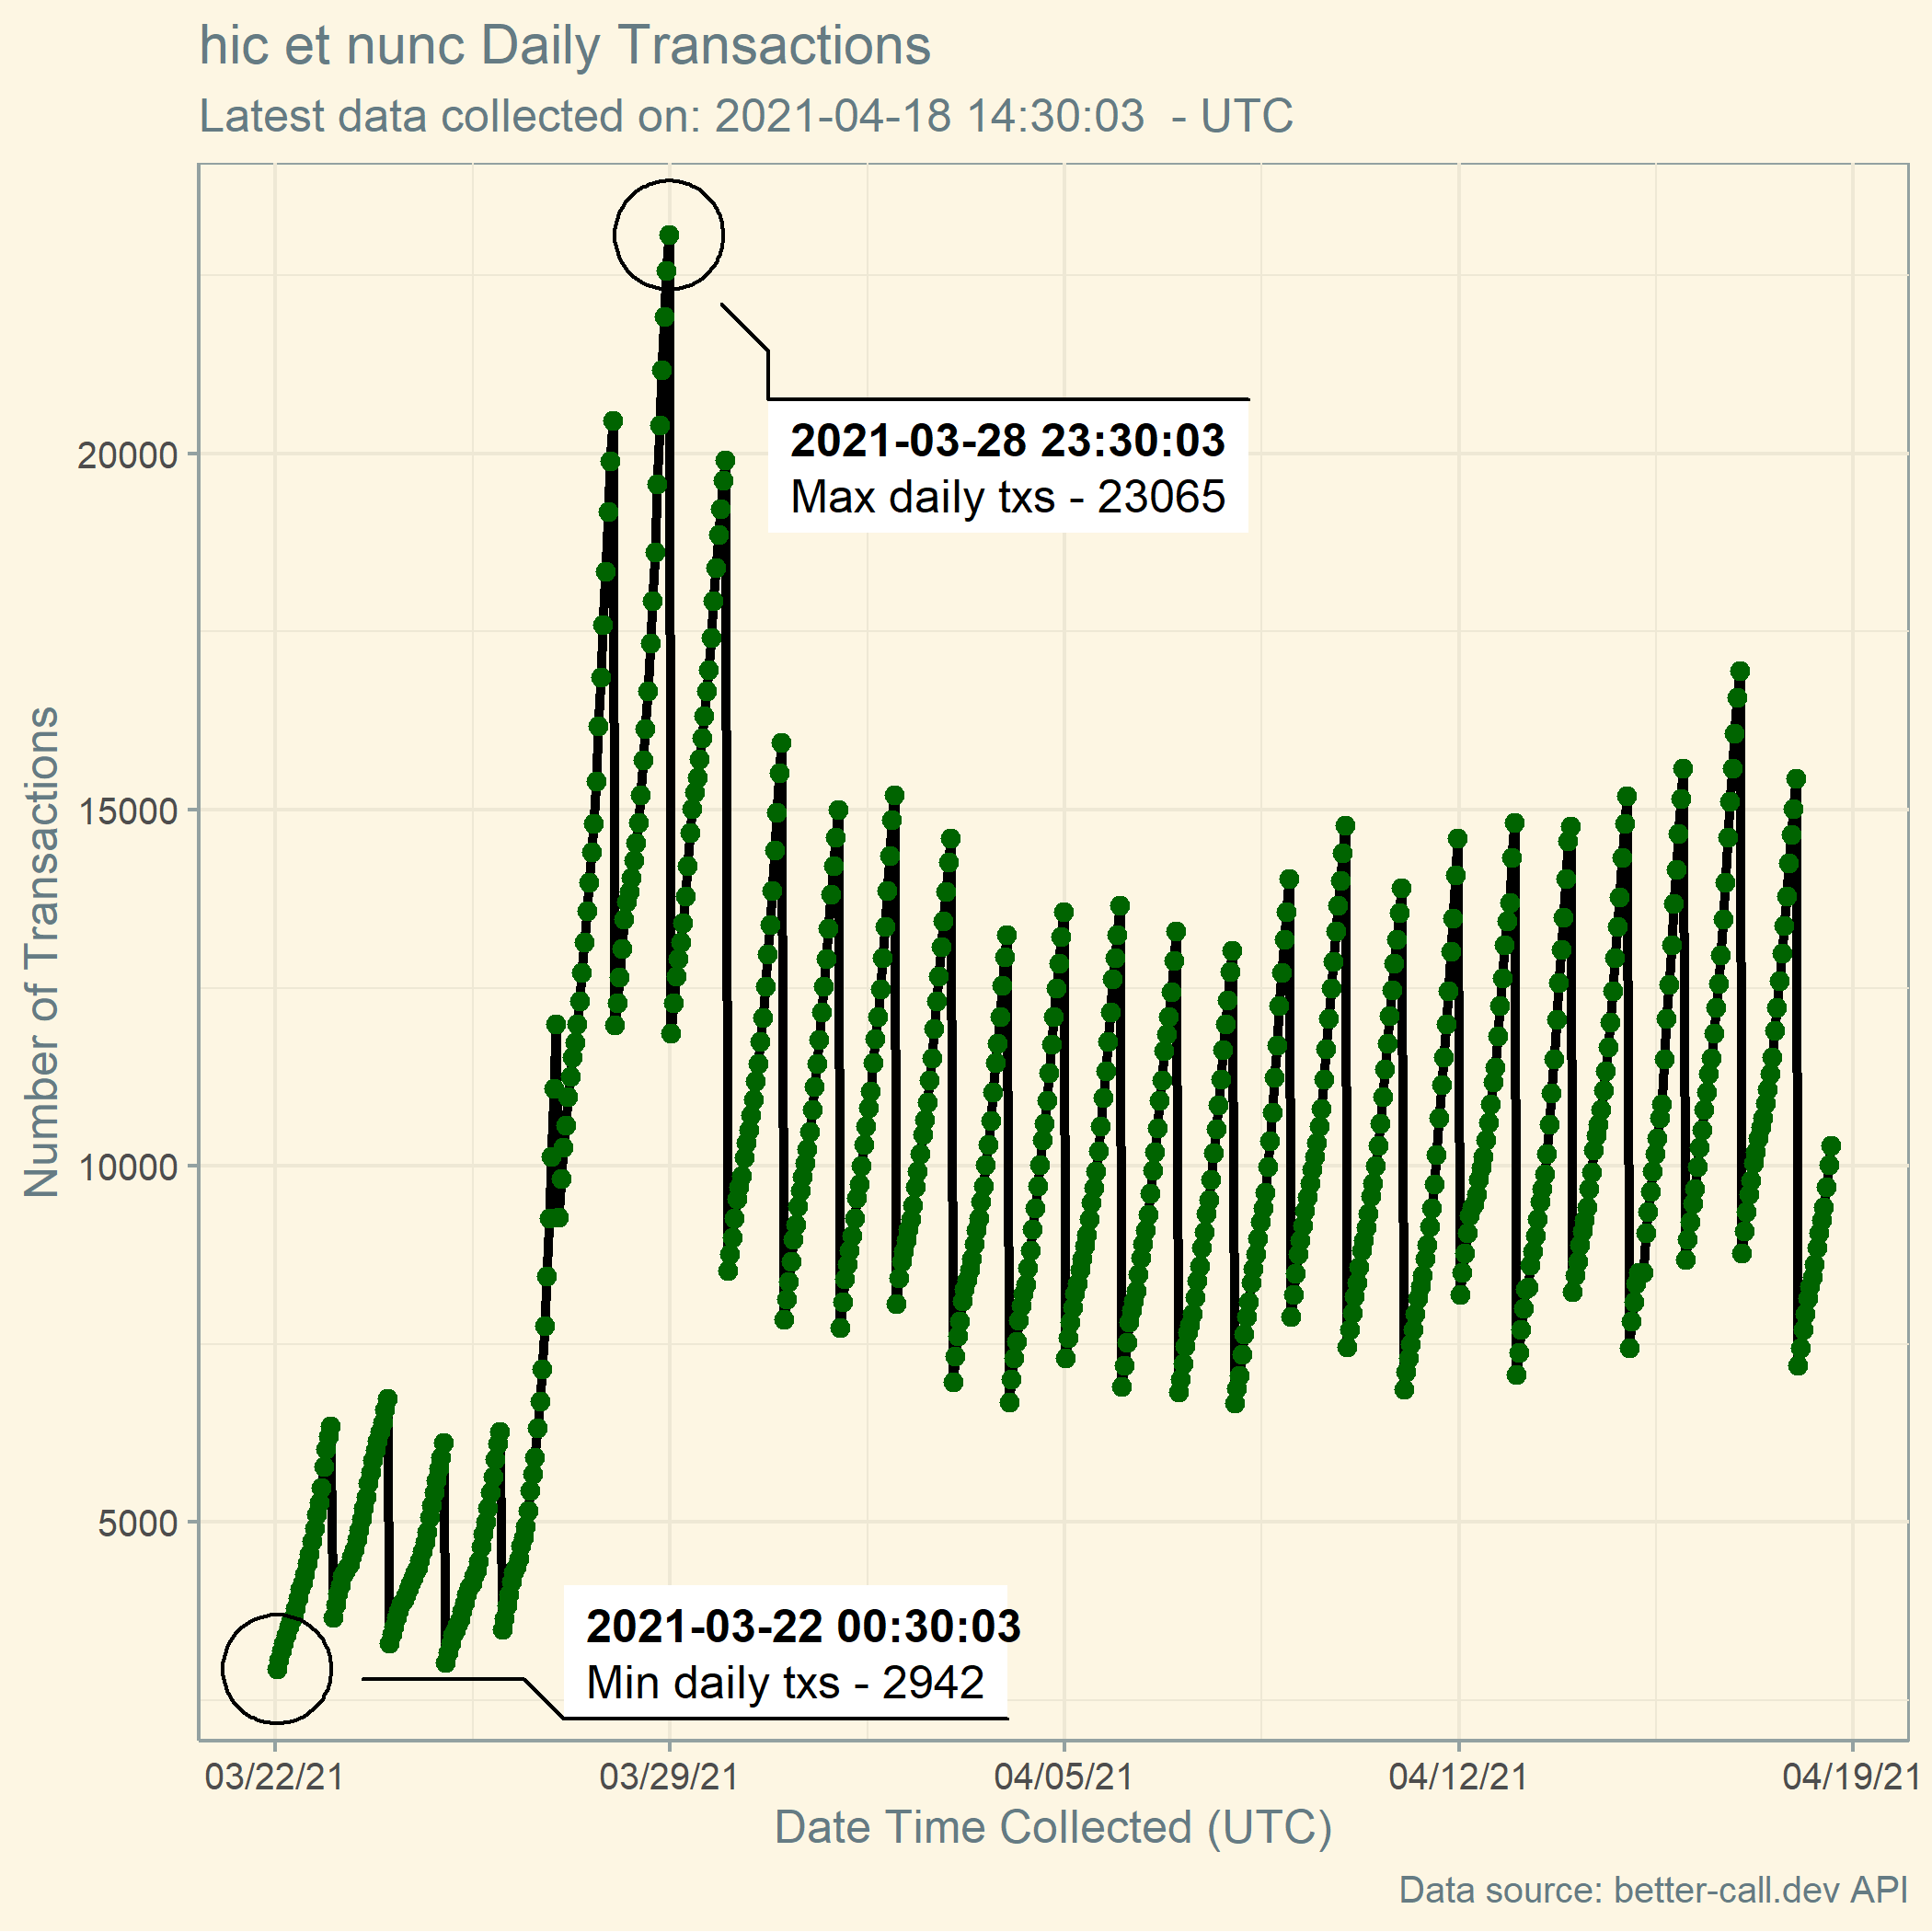 hic et nunc Daily Transactions
Latest data collected on: 2021-04-18 14:30:03  - UTC
Number of Transactions
20000
15000
10000
5000
2021-03-28 23:30:03
Max daily txs - 23065
2021-03-22 00:30:03
Min daily txs - 2942
03/22/21
03/29/21
04/05/21
04/12/21
04/19/21
Date Time Collected (UTC)
Data source: better-call.dev API